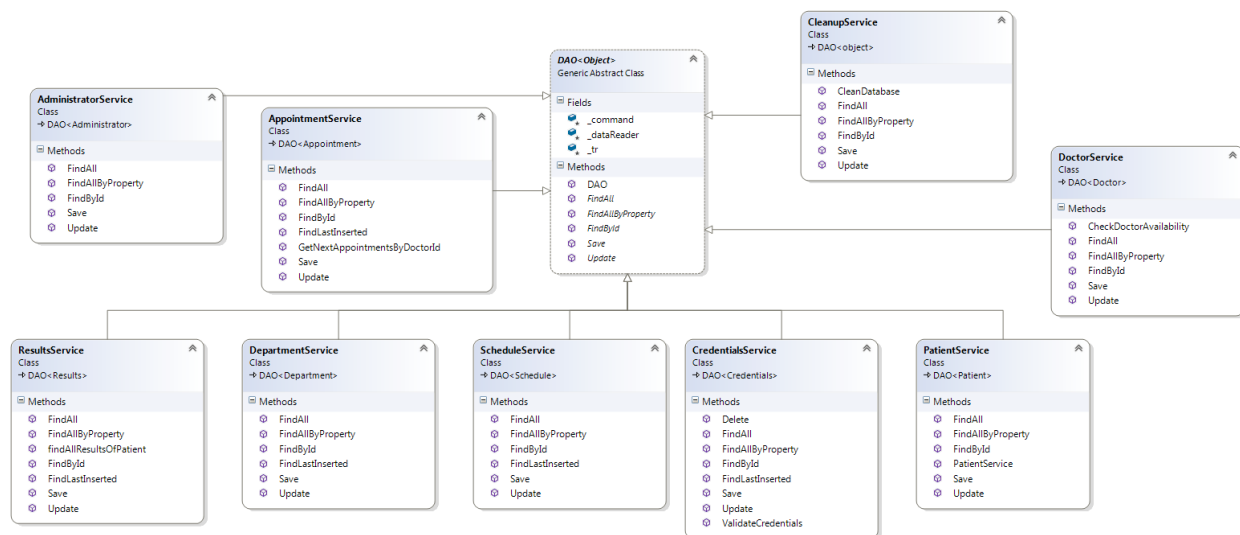 CleanupService
Class
DAO<object>
Methods
CleanDatabase
FindAll
FindAllByProperty
FindById
Save
Update
DAO<Object>
Generic Abstract Class
Fields
_command
_dataReader
_tr
Methods
DAO
FindAll
FindAllByProperty
FindById
Save
Update
AdministratorService
Class
DAO<Administrator>
Methods
FindAll
FindAllByProperty
FindById
Save
Update
AppointmentService
Class
DAO<Appointment>
Methods
FindAll
FindAllByProperty
FindById
FindLastInserted
GetNextAppointmentsByDoctorId
Save
Update
DoctorService
Class
DAO<Doctor>
Methods
CheckDoctorAvailability
FindAll
FindAllByProperty
FindById
Save
Update
ResultsService
Class
DAO<Results>
Methods
FindAll
FindAllByProperty
findAllResultsOfPatient
FindById
FindLastInserted
Save
Update
DepartmentService
Class
DAO<Department>
Methods
FindAll
FindAllByProperty
FindById
FindLastInserted
Save
Update
ScheduleService
Class
DAO<Schedule>
Methods
FindAll
FindAllByProperty
FindById
FindLastInserted
Save
Update
CredentialsService
Class
DAO<Credentials>
Methods
Delete
FindAll
FindAllByProperty
FindById
FindLastInserted
Save
Update
ValidateCredentials
PatientService
Class
DAO<Patient>
Methods
FindAll
FindAllByProperty
FindById
PatientService
Save
Update